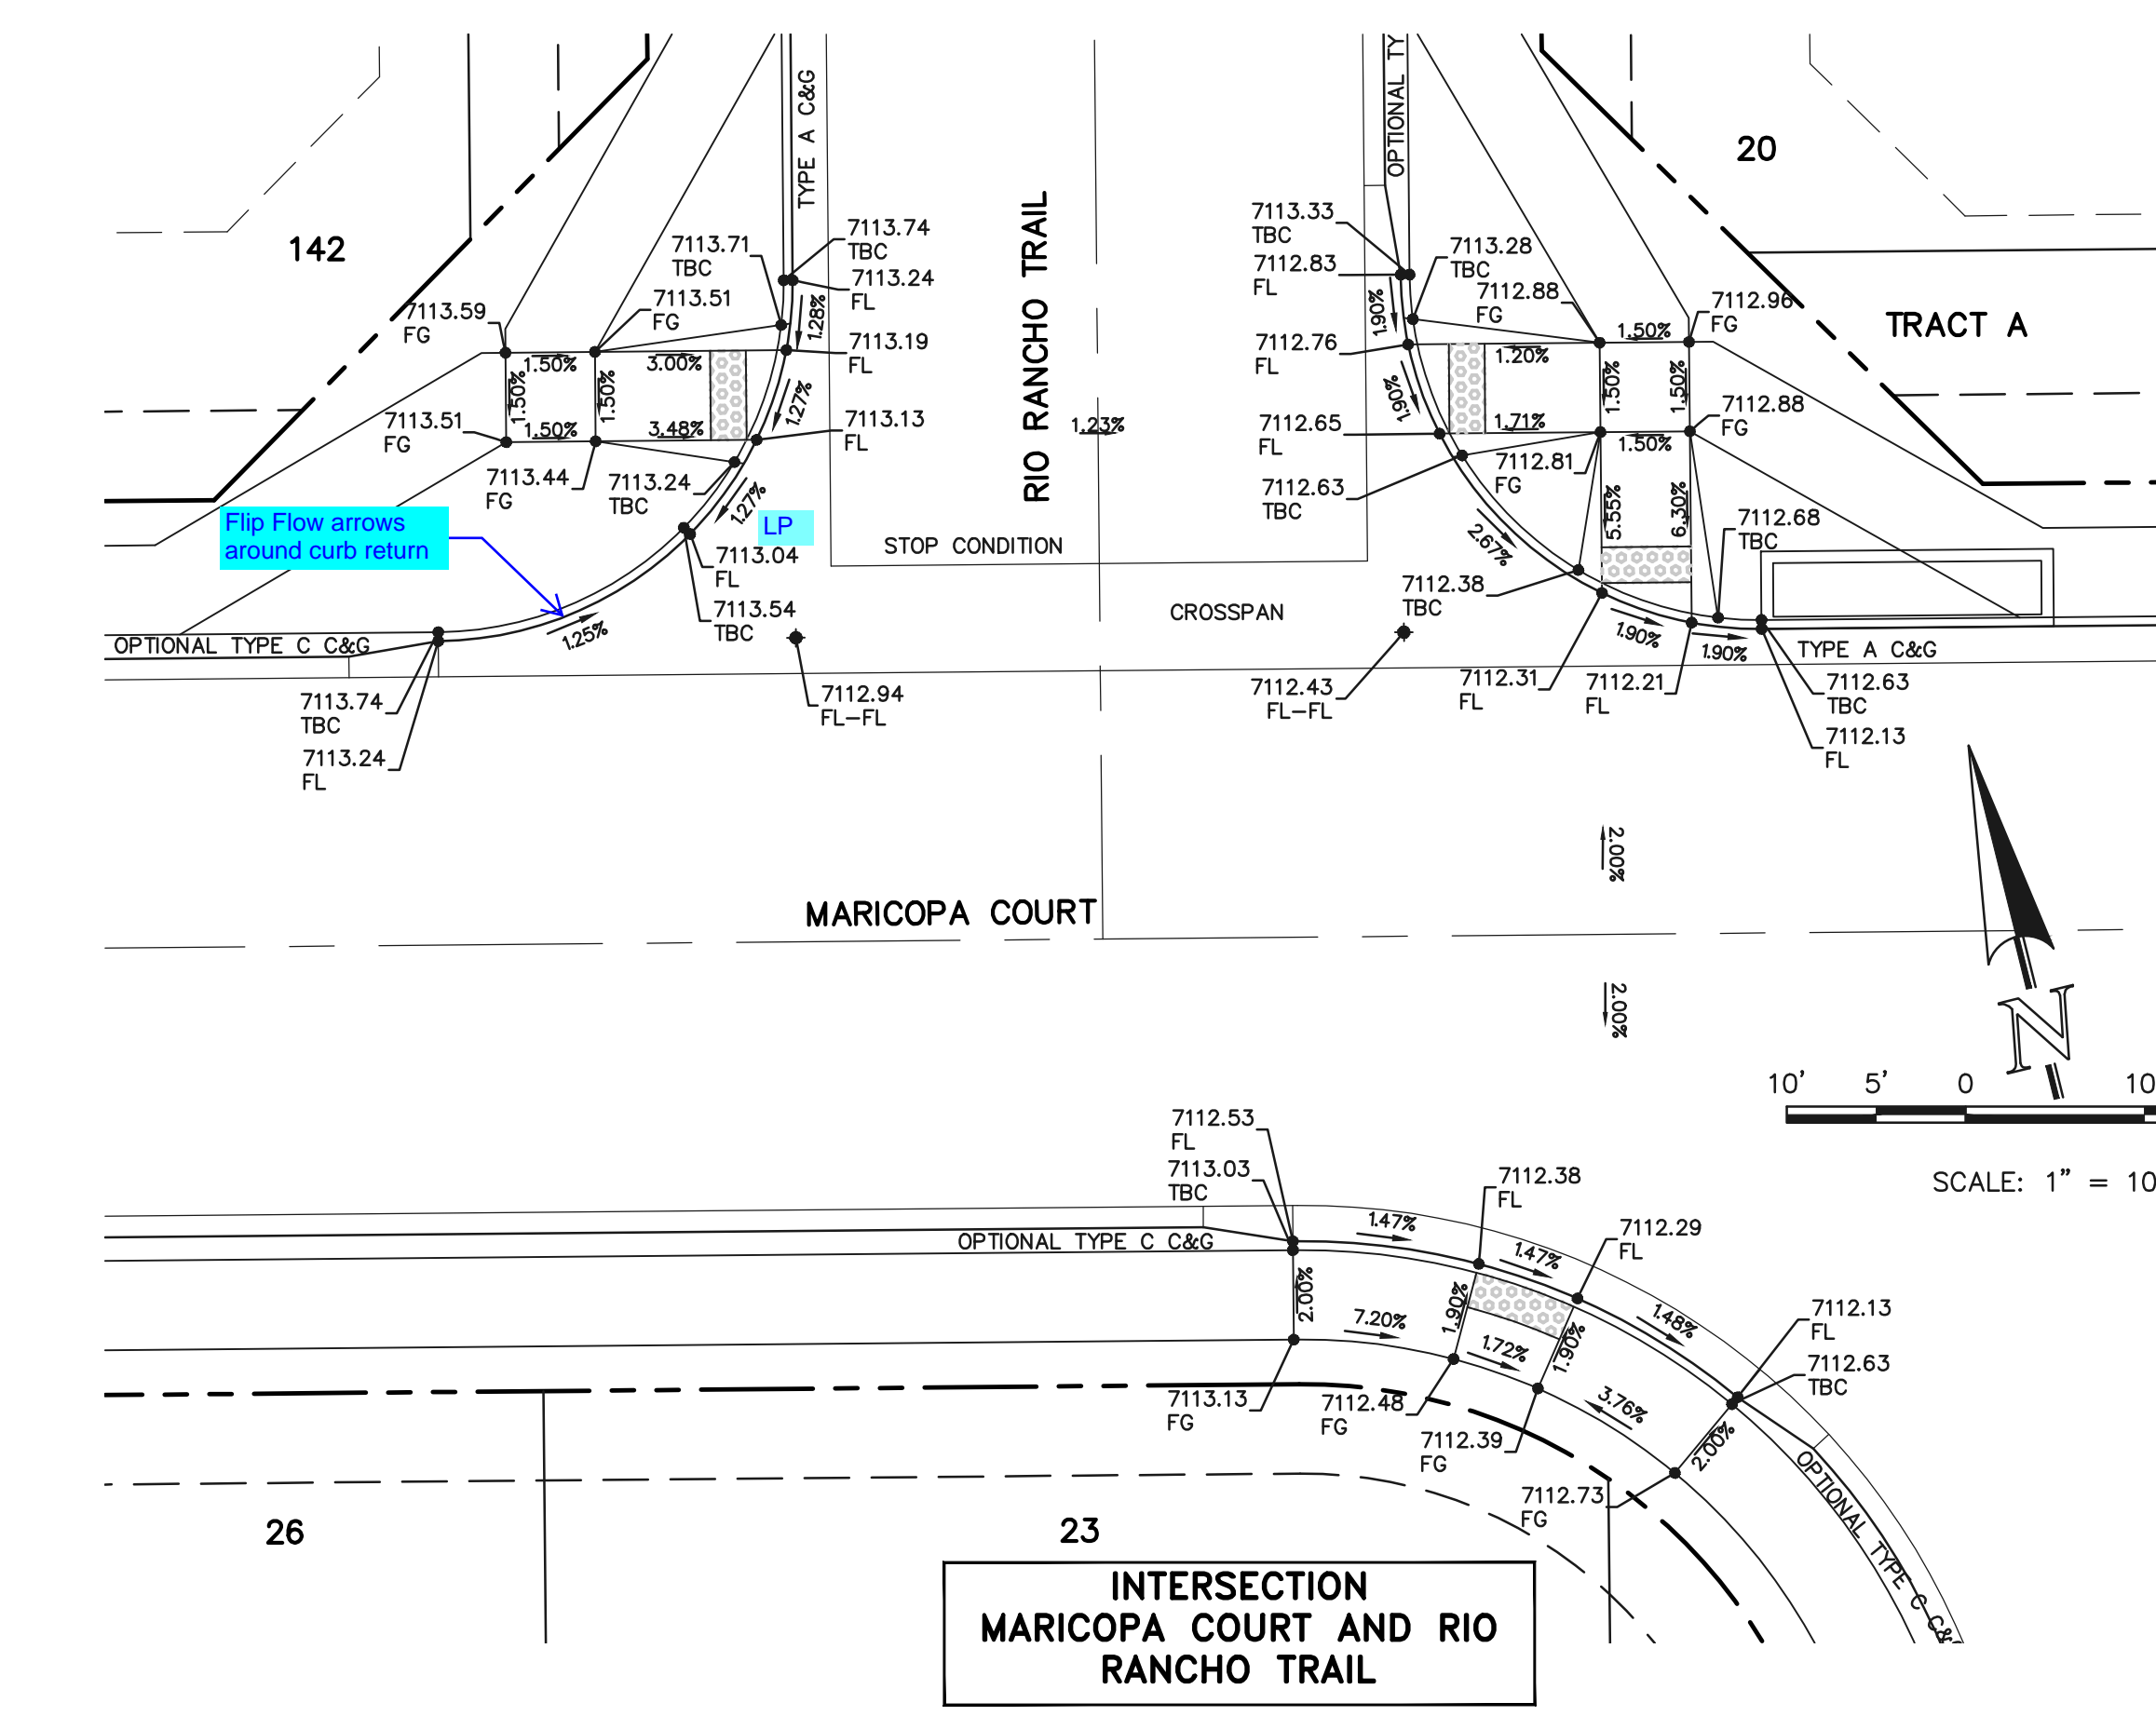 142
20
TRACT A
TYPE A C&G
OPTIONAL TY
RIO RANCHO TRAIL
7113.74
TBC
7113.71
TBC
7113.24
FL
7113.59
FG
7113.51
FG
1.28%
7113.19
FL
1.50%
3.00%
1.50%
1.50%
1.27%
7113.51
FG
1.50%
3.48%
7113.13
FL
7113.44
FG
7113.24
TBC
1.27%
Flip Flow arrows
around curb return
LP
7113.04
FL
7113.54
TBC
1.25%
OPTIONAL TYPE C C&G
7113.74
TBC
7113.24
FL
7112.94
FL-FL
1.23%
STOP CONDITION
CROSSPAN
7113.33
TBC
7112.83
FL
7113.28
TBC
7112.88
FG
7112.96
FG
1.90%
7112.76
FL
1.50%
1.20%
1.50%
1.50%
1.90%
7112.65
FL
1.71%
1.50%
7112.88
FG
7112.81
FG
7112.63
TBC
5.55%
6.30%
2.67%
7112.68
TBC
7112.38
TBC
1.90%
1.90%
TYPE A C&G
7112.43
FL-FL
7112.31
FL
7112.21
FL
7112.63
TBC
7112.13
FL
2.00%
MARICOPA COURT
2.00%
N
10' 5' 0 10
SCALE: 1" = 10
7112.53
FL
7113.03
TBC
7112.38
FL
1.47%
1.47%
7112.29
FL
OPTIONAL TYPE C C&G
2.00%
7.20%
1.90%
1.72%
1.90%
1.48%
7112.13
FL
7112.63
TBC
7113.13
FG
7112.48
FG
7112.39
FG
3.76%
2.00%
7112.73
FG
OPTIONAL TYPE C C&G
26
23
INTERSECTION
MARICOPA COURT AND RIO
RANCHO TRAIL